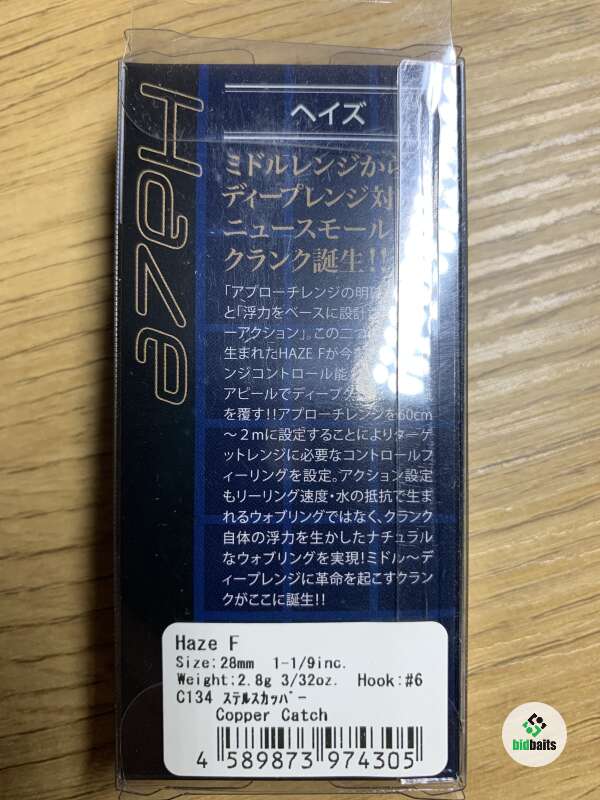 Haze
ヘイズ
ミドルレンジから
ディープレンジ対
ニュースモール
クランク誕生!!
「アプローチレンジの明
と「浮力をベースに設計
ーアクション」。この二つ
生まれたHAZE Fが今
ンジコントロール能
アピールでディープク
を覆す!!アプローチレンジを60cm
〜2mに設定することによりターゲ
ットレンジに必要なコントロールフ
ィーリングを設定。アクション設定
もリーリング速度・水の抵抗で生ま
れるウォブリングではなく、クランク
自体の浮力を生かしたナチュラル
なウォブリングを実現!ミドル〜デ
ィープレンジに革命を起こすクラン
クがここに誕生!!
Haze F
Size:28mm 1-1/9inc.
Weight:2.8g 3/32oz. Hook:#6
C134 ステルスカッパー
Copper Catch
4 589873 974305
bidbaits